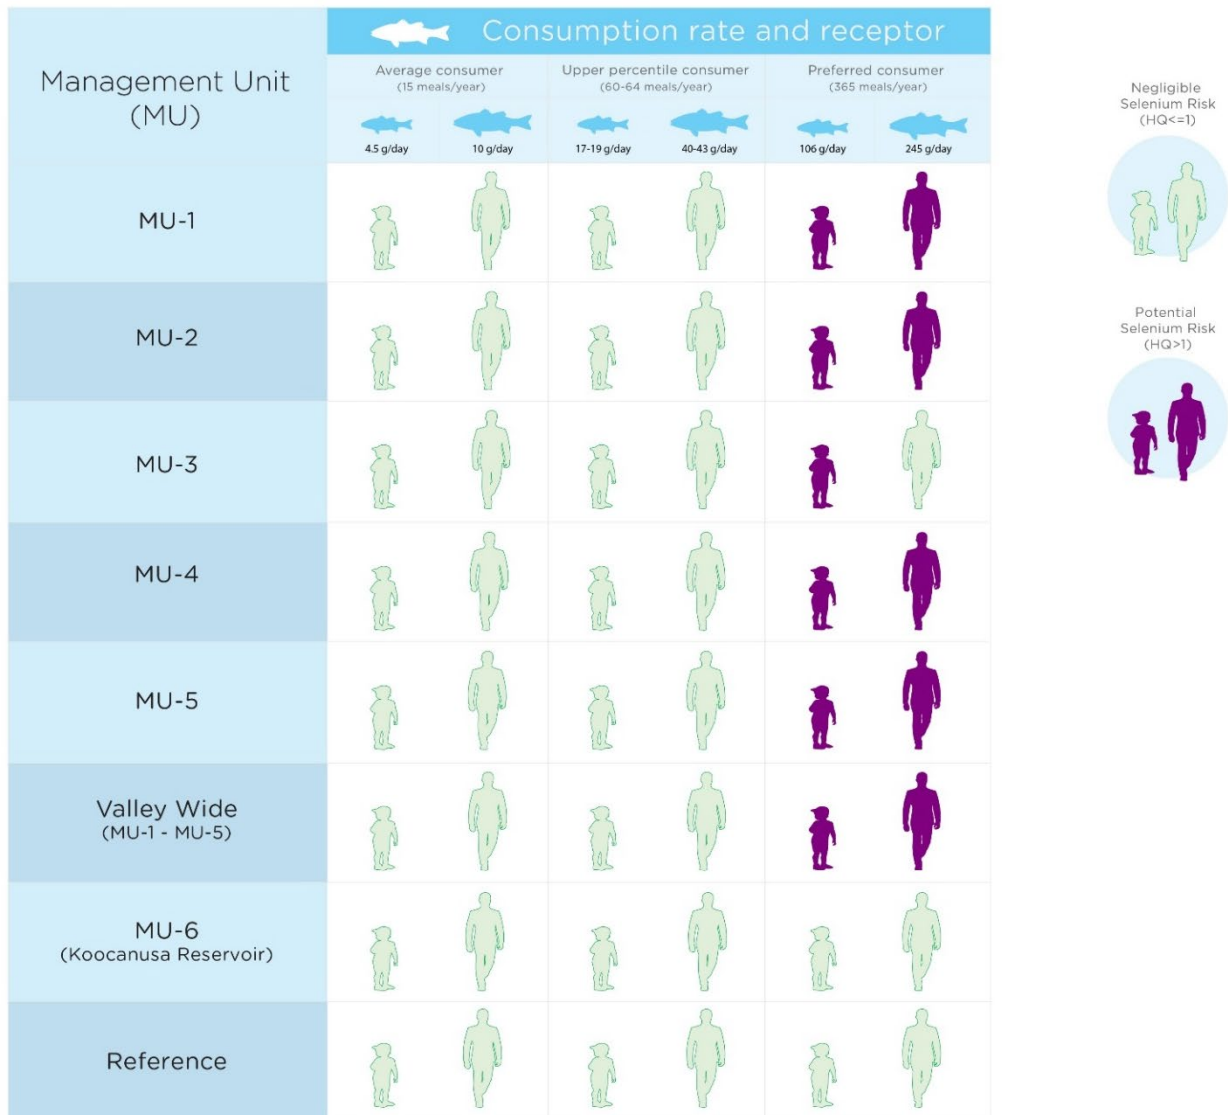 Consumption rate and receptor
Management Unit
(MU)
Average consumer
(15 meals/year)
Upper percentile consumer
(60-64 meals/year)
Preferred consumer
(365 meals/year)
4.5 g/day
10 g/day
17-19 g/day
40-43 g/day
106 g/day
245 g/day
MU-1
MU-2
MU-3
MU-4
MU-5
Valley Wide
(MU-1 - MU-5)
MU-6
(Koocanusa Reservoir)
Reference
Negligible
Selenium Risk
(HQ<=1)
Potential
Selenium Risk
(HQ>1)